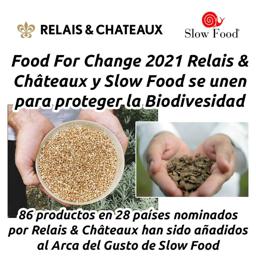 RELAIS & CHATEAUX
Slow Food®
Food For Change 2021 Relais &
Châteaux y Slow Food se unen
para proteger la Biodivesidad
86 productos en 28 países nominados
por Relais & Châteaux han sido añadidos
al Arca del Gusto de Slow Food